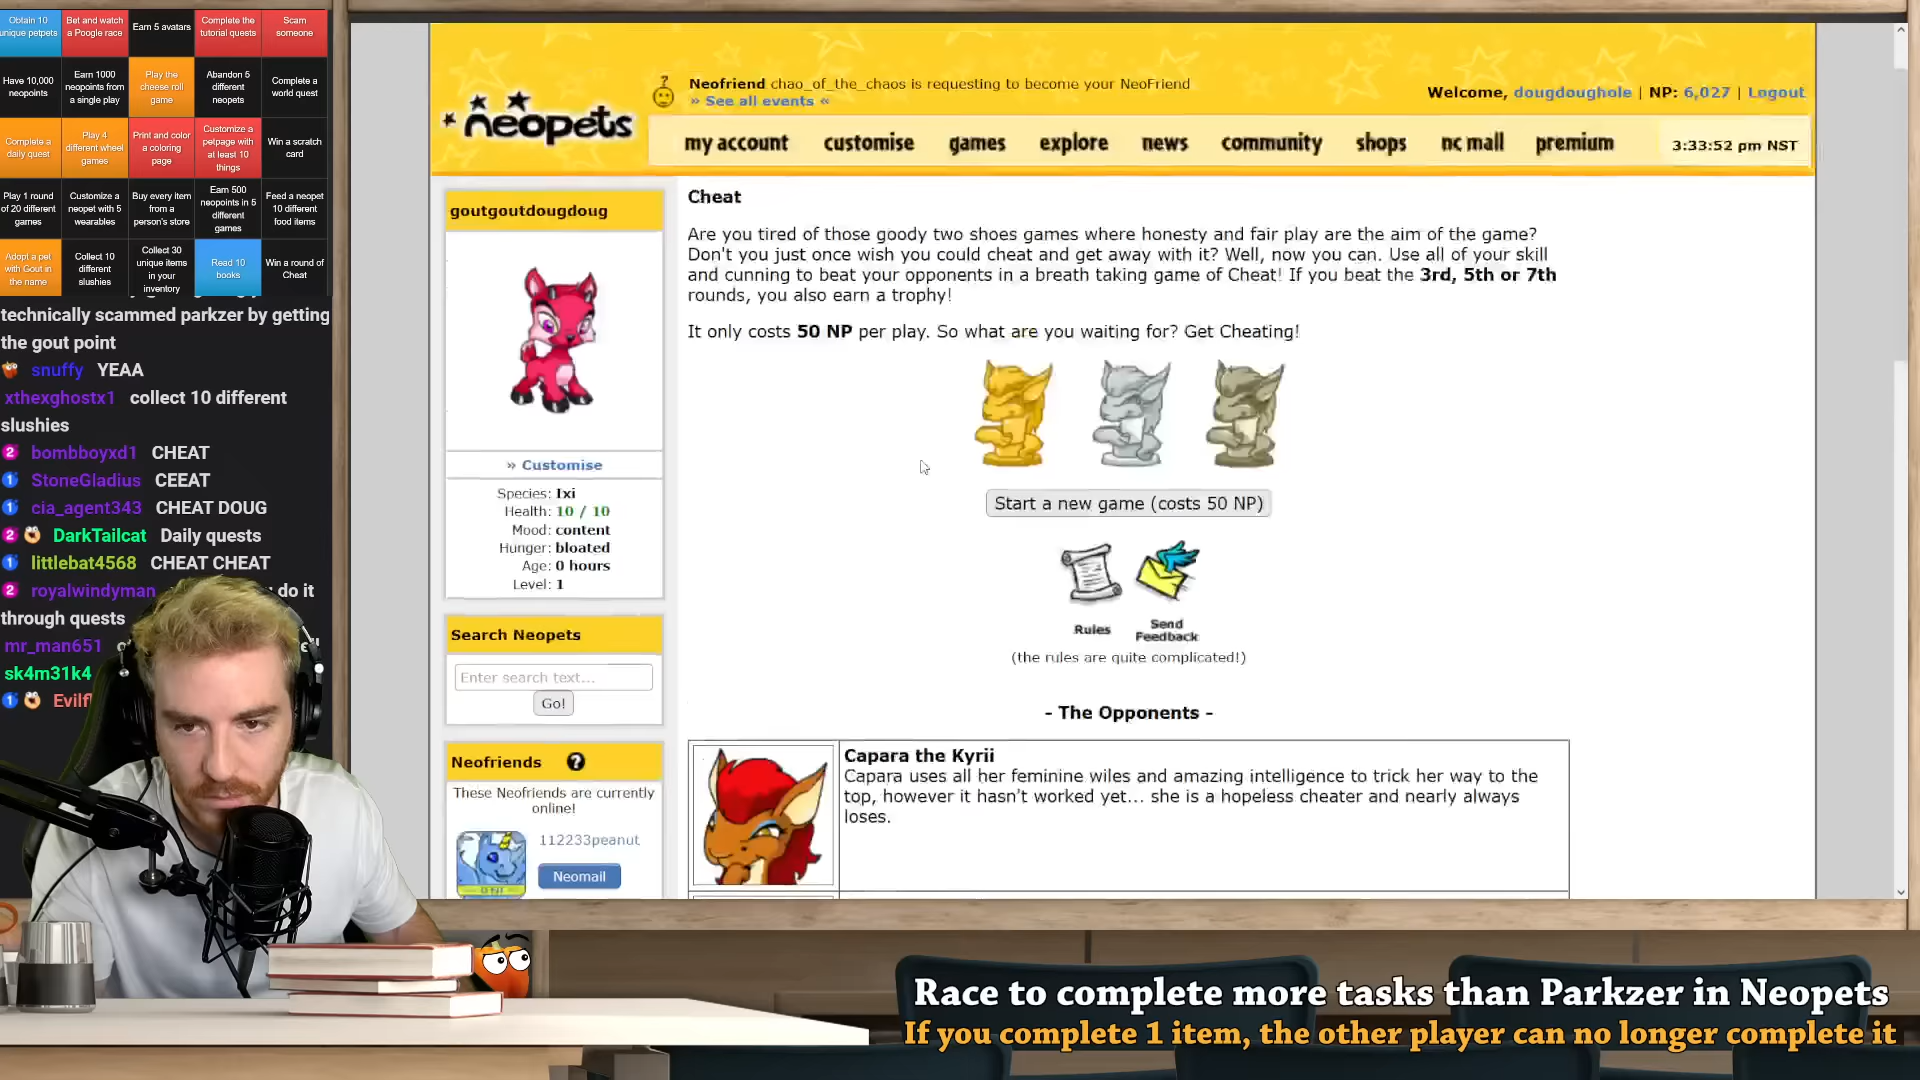 Obtain 10
unique petpets
Bet and watch
a Poogle race
Earn 5 avatars
Complete the
tutorial quests
Scam
someone
Have 10,000
neopoints
Earn 1000
neopoints from
a single play
Play the
cheese roll
game
Abandon 5
different
neopets
Complete a
world quest
Complete a
daily quest
Play 4
different wheel
games
Print and color
a coloring
page
Customize a
petpage with
at least 10
things
Win a scratch
card
Play 1 round
of 20 different
games
Customize a
neopet with 5
wearables
Buy every item
from a
person's store
Earn 500
neopoints in 5
different
games
Feed a neopet
10 different
food items
Adopt a pet
with Gout in
the name
Collect 10
different
slushies
Collect 30
unique items
in your
inventory
Read 10
books
Win a round of
Cheat
technically scammed parkzer by getting
the gout point
snuffy YEAA
xthexghostx1 collect 10 different
slushies
bombboyxd1 CHEAT
StoneGladius CEEAT
cia_agent343 CHEAT DOUG
DarkTailcat Daily quests
littlebat4568 CHEAT CHEAT
royalwindyman do it
through quests
mr_man651
sk4m31k4
neopets
Neofriend chao_of_the_chaos is requesting to become your NeoFriend
» See all events «
Welcome, dougdoughole | NP: 6,027 | Logout
my account customise games explore news community shops nc mall premium
3:33:52 pm NST
goutgoutdougdoug
» Customise
Species: Ixi
Health: 10 / 10
Mood: content
Hunger: bloated
Age: 0 hours
Level: 1
Search Neopets
Enter search text...
Go!
Neofriends ?
These Neofriends are currently
online!
112233peanut
Neomail
Cheat
Are you tired of those goody two shoes games where honesty and fair play are the aim of the game?
Don't you just once wish you could cheat and get away with it? Well, now you can. Use all of your skill
and cunning to beat your opponents in a breath taking game of Cheat! If you beat the 3rd, 5th or 7th
rounds, you also earn a trophy!
It only costs 50 NP per play. So what are you waiting for? Get Cheating!
Start a new game (costs 50 NP)
Rules
Send
Feedback
(the rules are quite complicated!)
- The Opponents -
Capara the Kyrii
Capara uses all her feminine wiles and amazing intelligence to trick her way to the
top, however it hasn't worked yet... she is a hopeless cheater and nearly always
loses.
Race to complete more tasks than Parkzer in Neopets
If you complete 1 item, the other player can no longer complete it